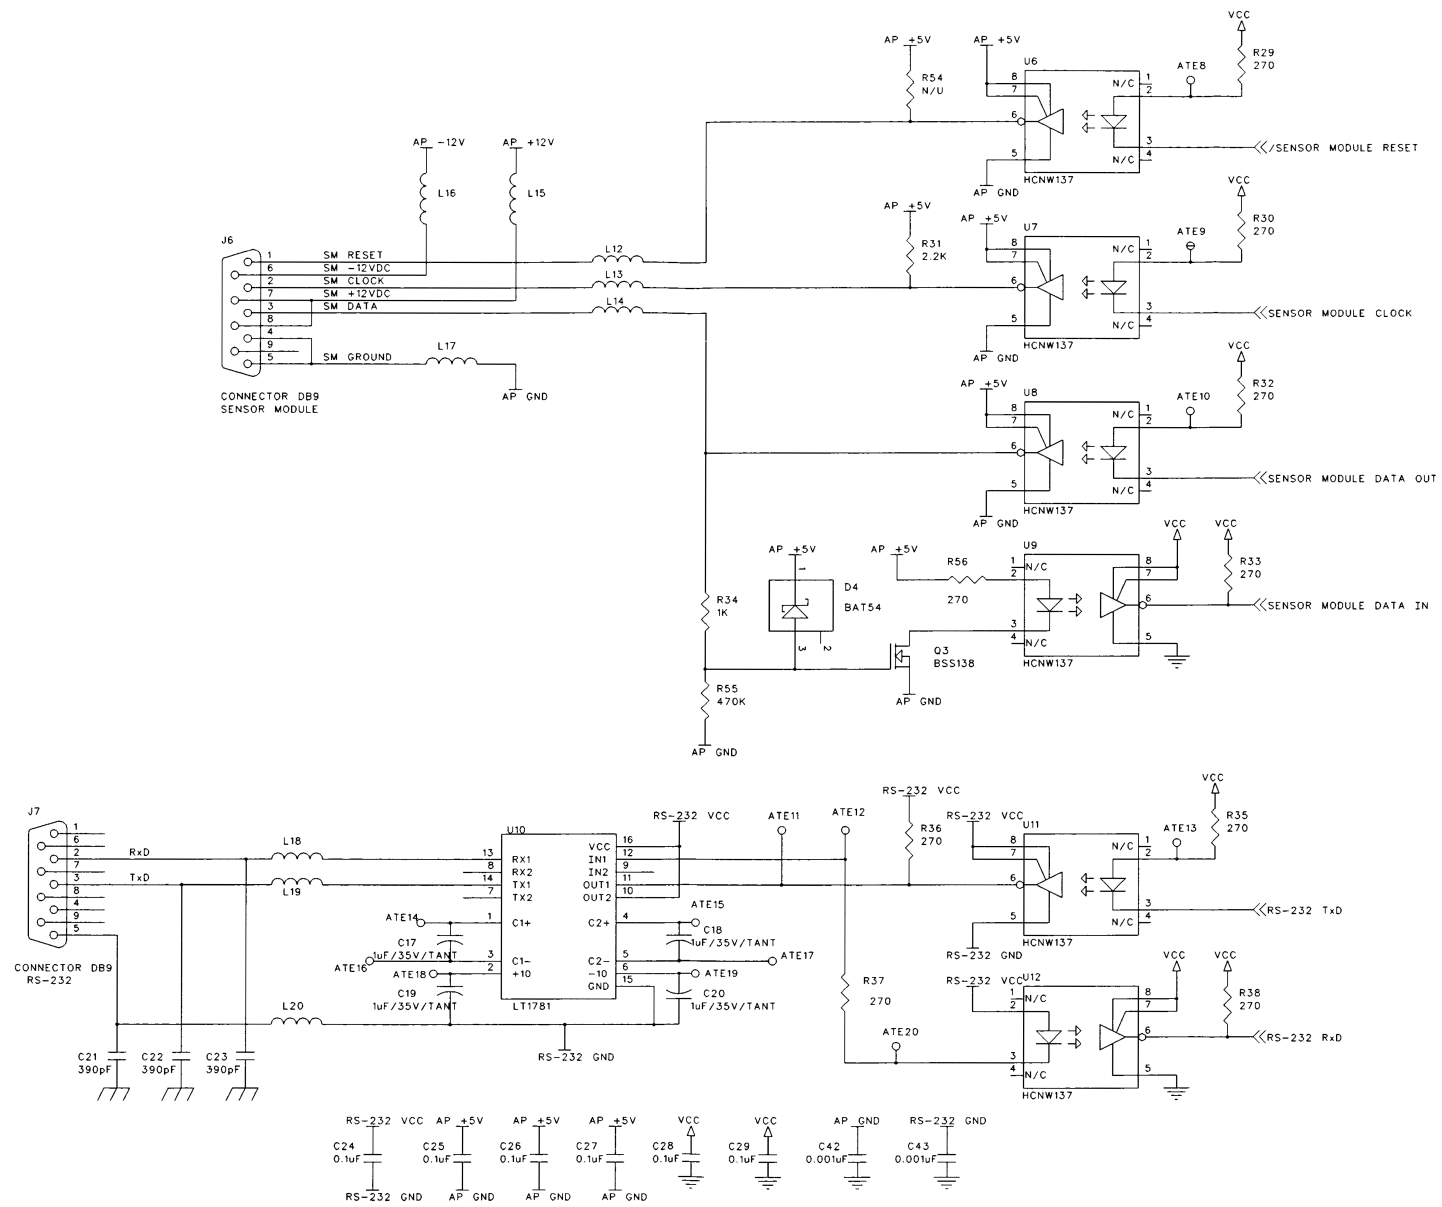 VCC
AP +5V
AP +5V
R54
N/U
U6
8
7
6
5
N/C
1
2
3
N/C
4
HCNW137
ATE8
R29
270
/SENSOR MODULE RESET
AP GND
AP -12V
AP +12V
L16
L15
VCC
AP +5V
AP +5V
R31
2.2K
U7
8
7
6
5
N/C
1
2
3
N/C
4
HCNW137
ATE9
R30
270
SENSOR MODULE CLOCK
AP GND
J6
1
6
2
7
3
8
4
9
5
SM RESET
SM -12VDC
SM CLOCK
SM +12VDC
SM DATA
SM GROUND
L12
L13
L14
L17
AP GND
CONNECTOR DB9
SENSOR MODULE
VCC
AP +5V
U8
8
7
6
5
N/C
1
2
3
N/C
4
HCNW137
ATE10
R32
270
SENSOR MODULE DATA OUT
AP GND
AP +5V
1
D4
BAT54
3
2
AP +5V
R56
270
U9
1
N/C
2
3
4
N/C
8
7
6
5
HCNW137
VCC
VCC
R33
270
SENSOR MODULE DATA IN
R34
1K
Q3
BSS138
AP GND
R55
470K
AP GND
J7
1
6
2
7
3
8
4
9
5
RxD
TxD
CONNECTOR DB9
RS-232
L18
L19
L20
U10
13
RX1
8
RX2
14
TX1
7
TX2
1
C1+
3
C1-
2
+10
VCC
16
IN1
12
IN2
9
OUT1
11
OUT2
10
C2+
4
C2-
5
-10
6
GND
15
LT1781
RS-232 VCC
ATE11
ATE12
ATE14
C17
1uF/35V/TANT
ATE16
ATE18
C19
1uF/35V/TANT
ATE15
C18
1uF/35V/TANT
ATE17
ATE19
C20
1uF/35V/TANT
RS-232 GND
RS-232 VCC
R36
270
RS-232 VCC
U11
8
7
6
5
N/C
1
2
3
N/C
4
HCNW137
ATE13
VCC
R35
270
RS-232 TxD
RS-232 GND
RS-232 VCC
U12
1
N/C
2
3
4
N/C
8
7
6
5
HCNW137
VCC
VCC
R38
270
RS-232 RxD
R37
270
ATE20
C21
390pF
C22
390pF
C23
390pF
RS-232 VCC
C24
0.1uF
RS-232 GND
AP +5V
C25
0.1uF
AP GND
AP +5V
C26
0.1uF
AP GND
AP +5V
C27
0.1uF
AP GND
VCC
C28
0.1uF
VCC
C29
0.1uF
AP GND
C42
0.001uF
RS-232 GND
C43
0.001uF